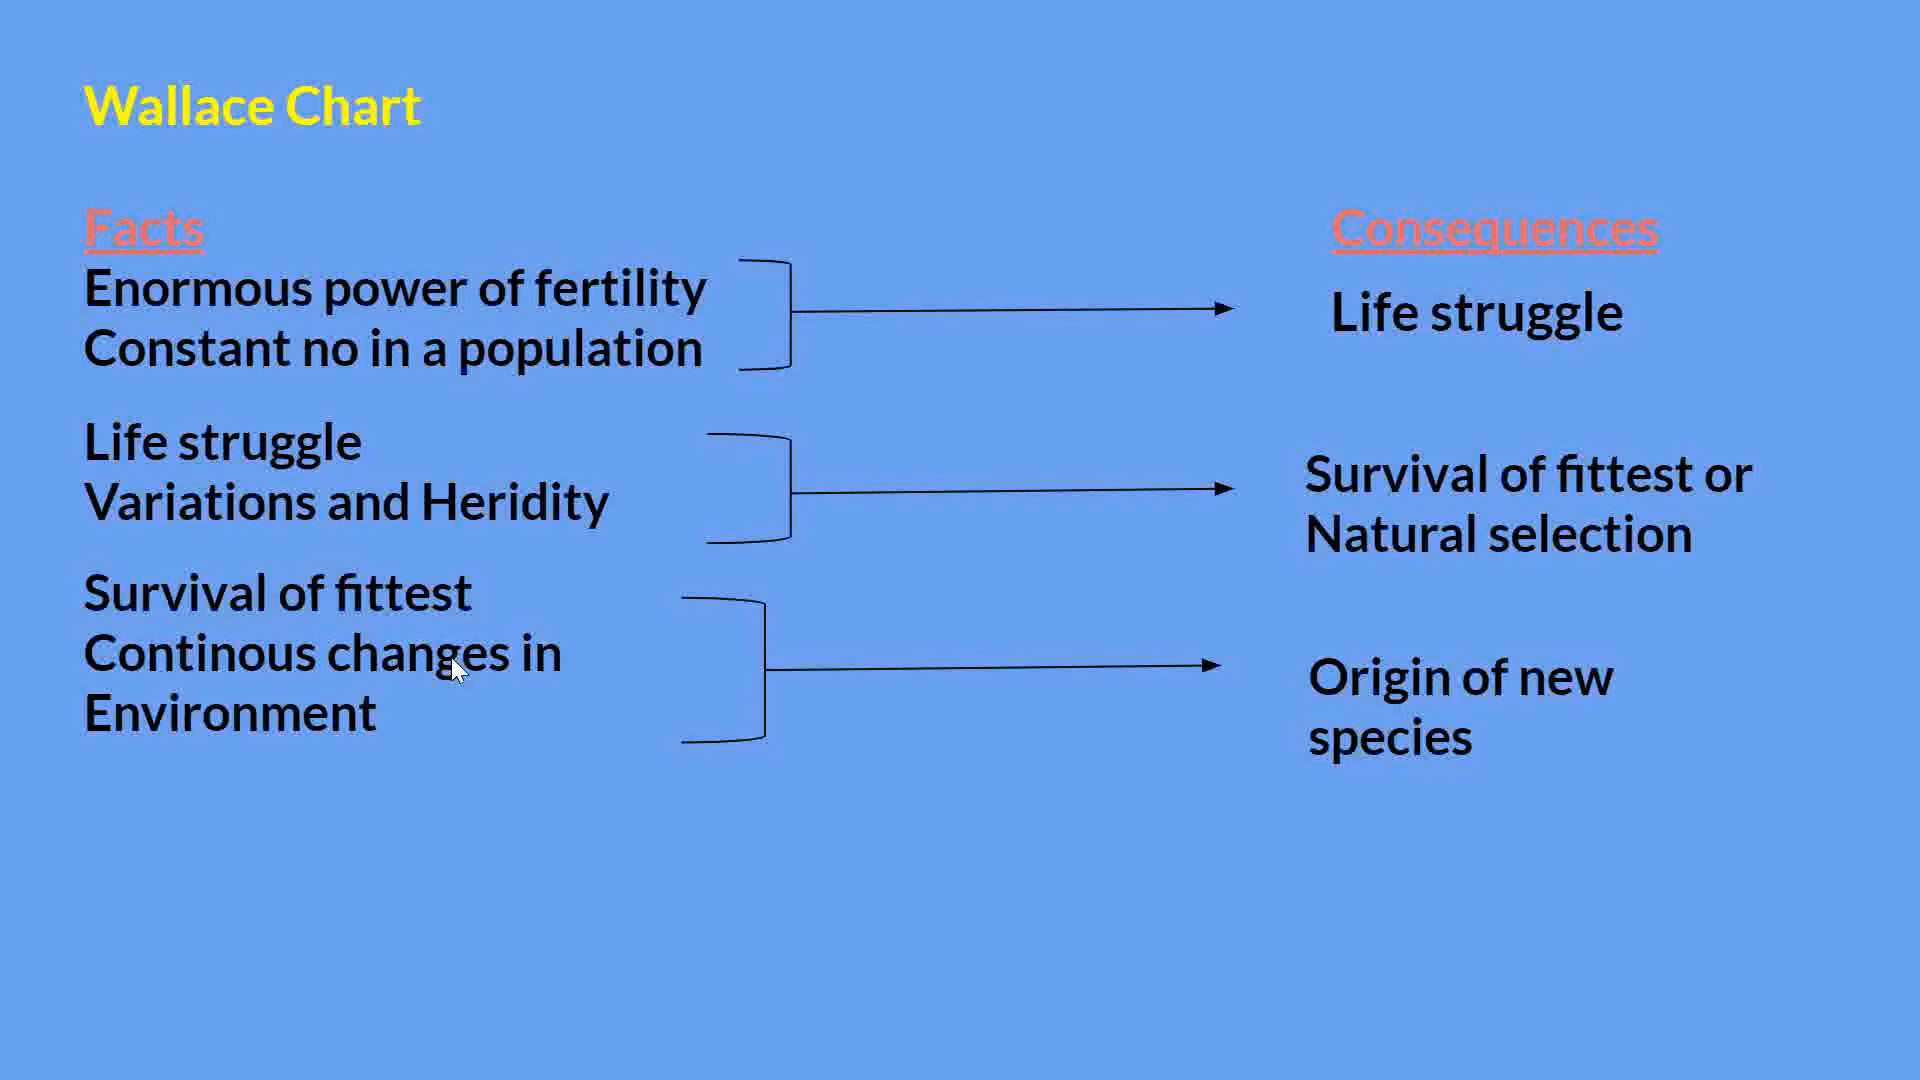 Wallace Chart
Facts
Consequences
Enormous power of fertility
Constant no in a population
Life struggle
Life struggle
Variations and Heridity
Survival of fittest or
Natural selection
Survival of fittest
Continous changes in
Environment
Origin of new
species